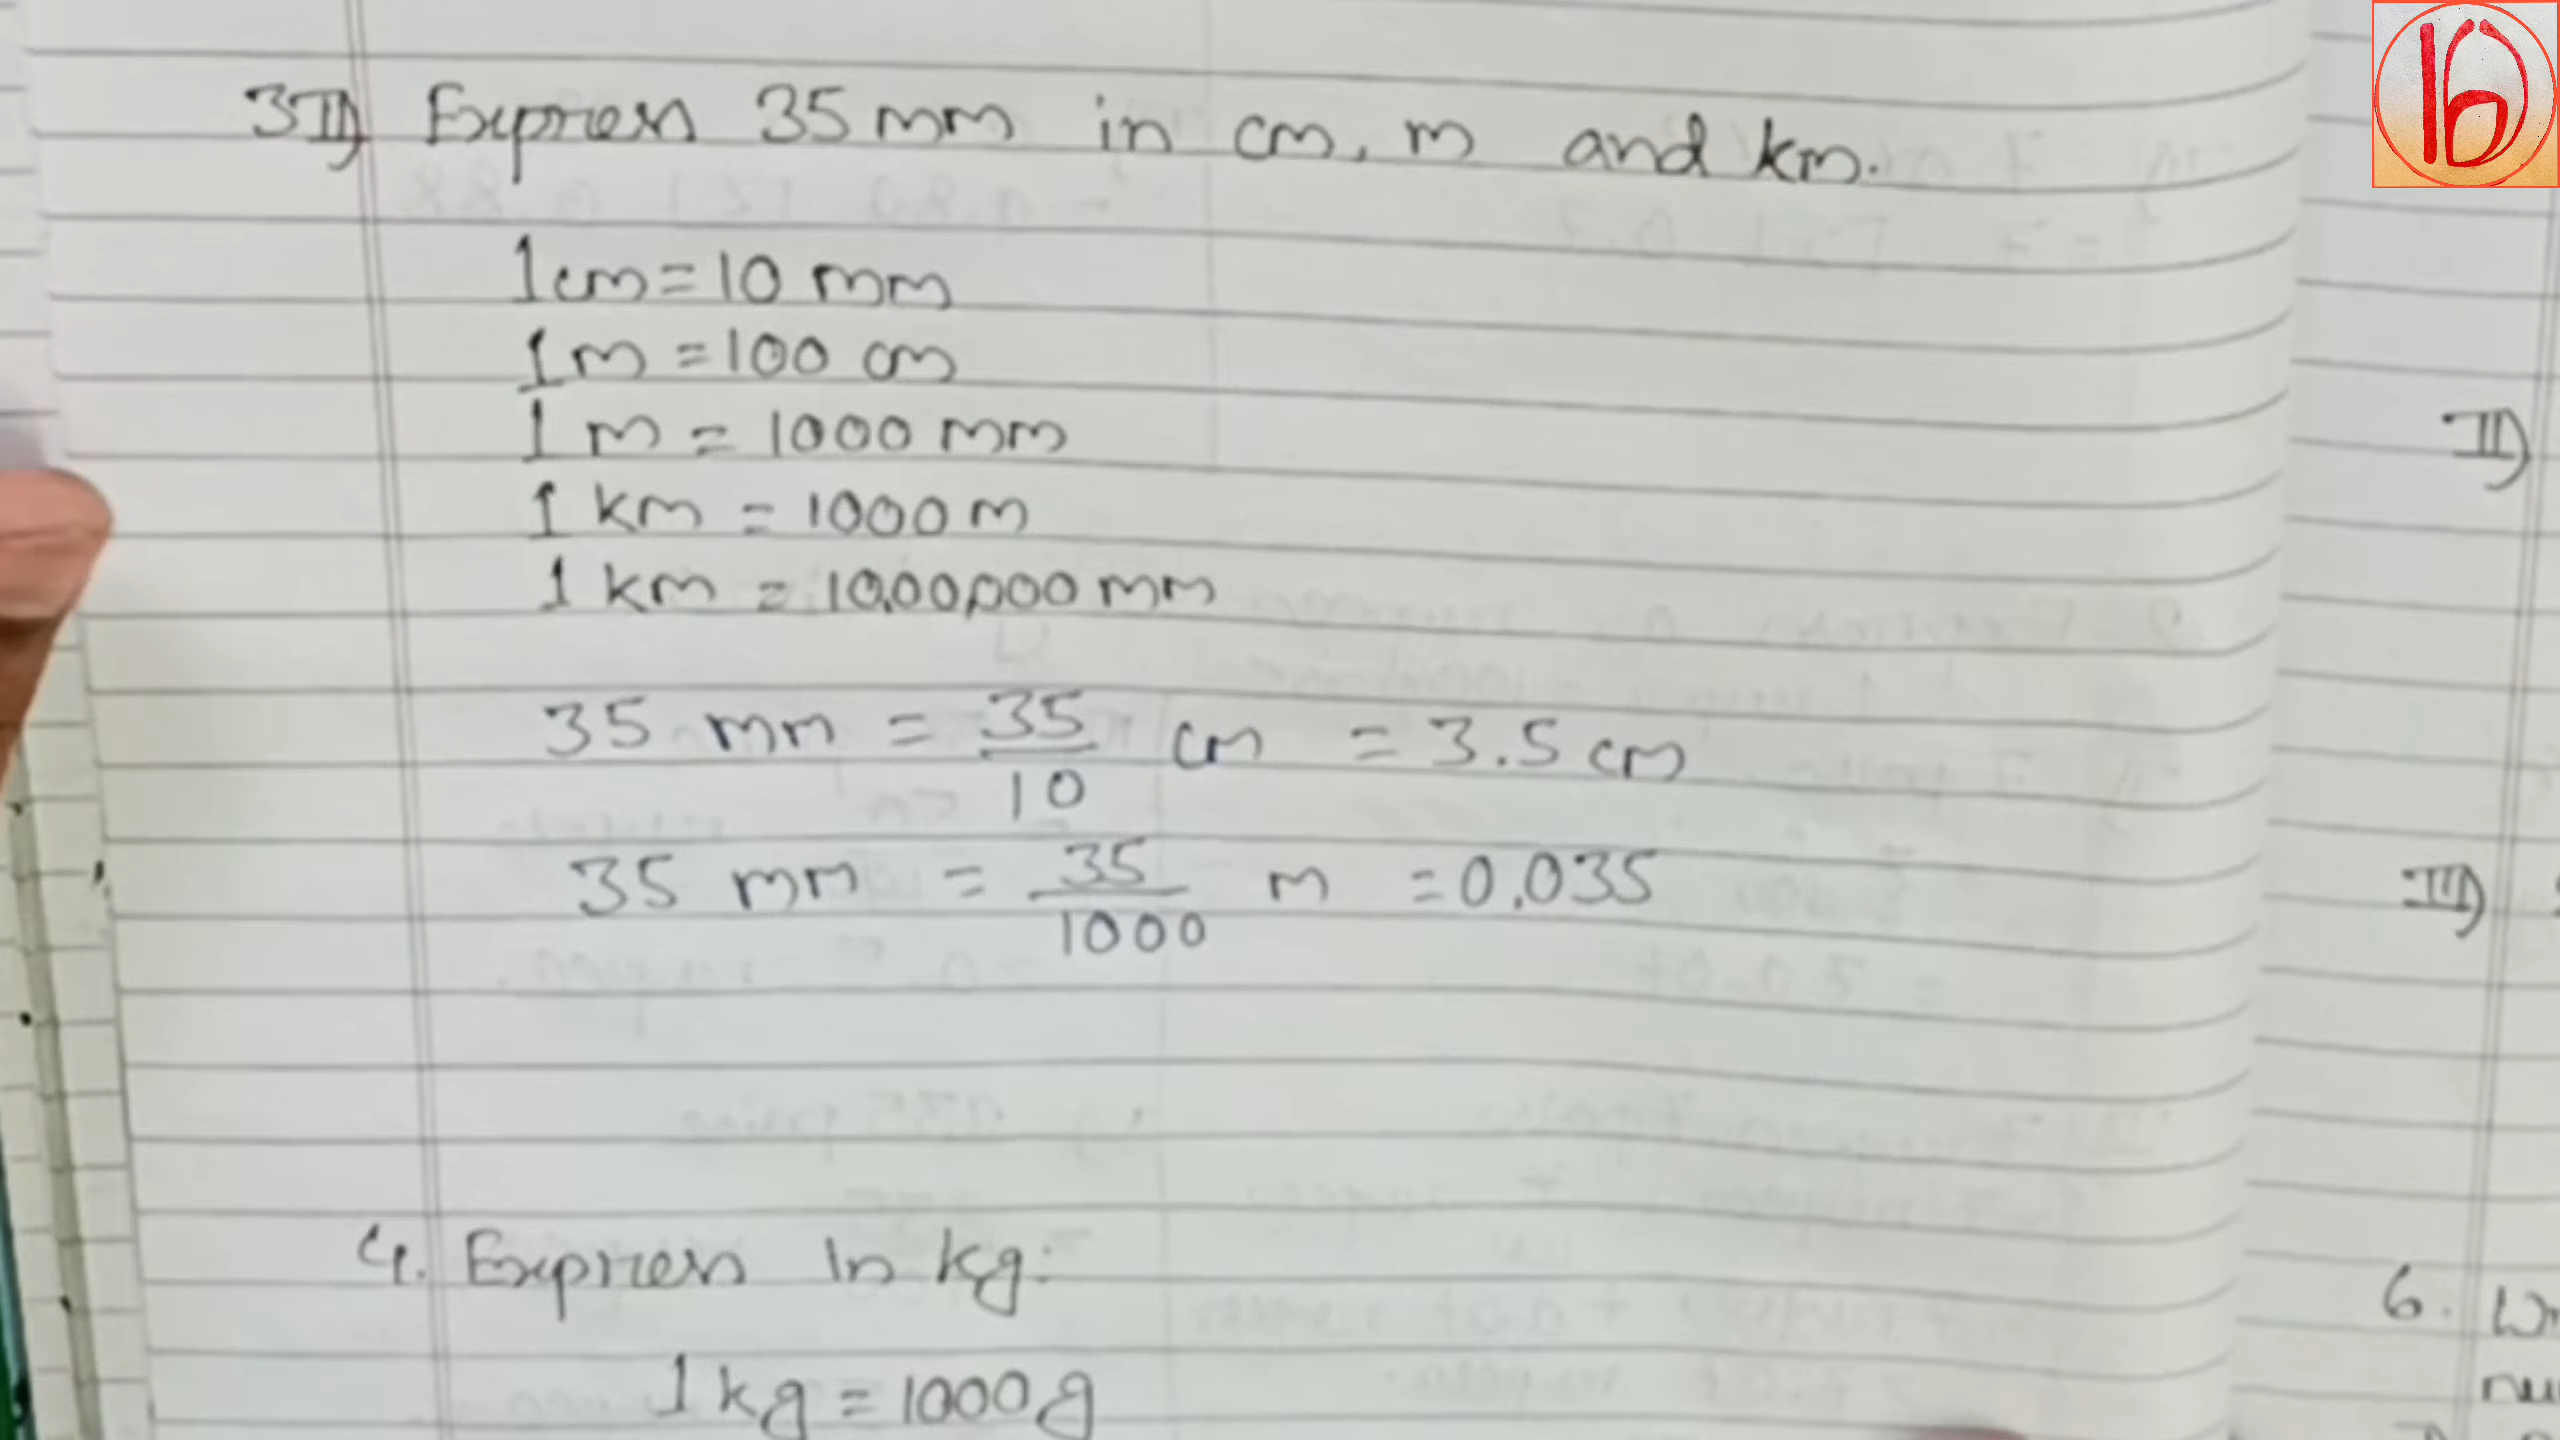 3II) Express 35 mm in cm, m and km.
1 cm = 10 mm
1 m = 100 cm
1 m = 1000 mm
1 km = 1000 m
1 km = 10,00,000 mm
35 mm = 35/10 cm = 3.5 cm
35 mm = 35/1000 m = 0.035
4. Express in kg:
1 kg = 1000 g
II)
III)
6.